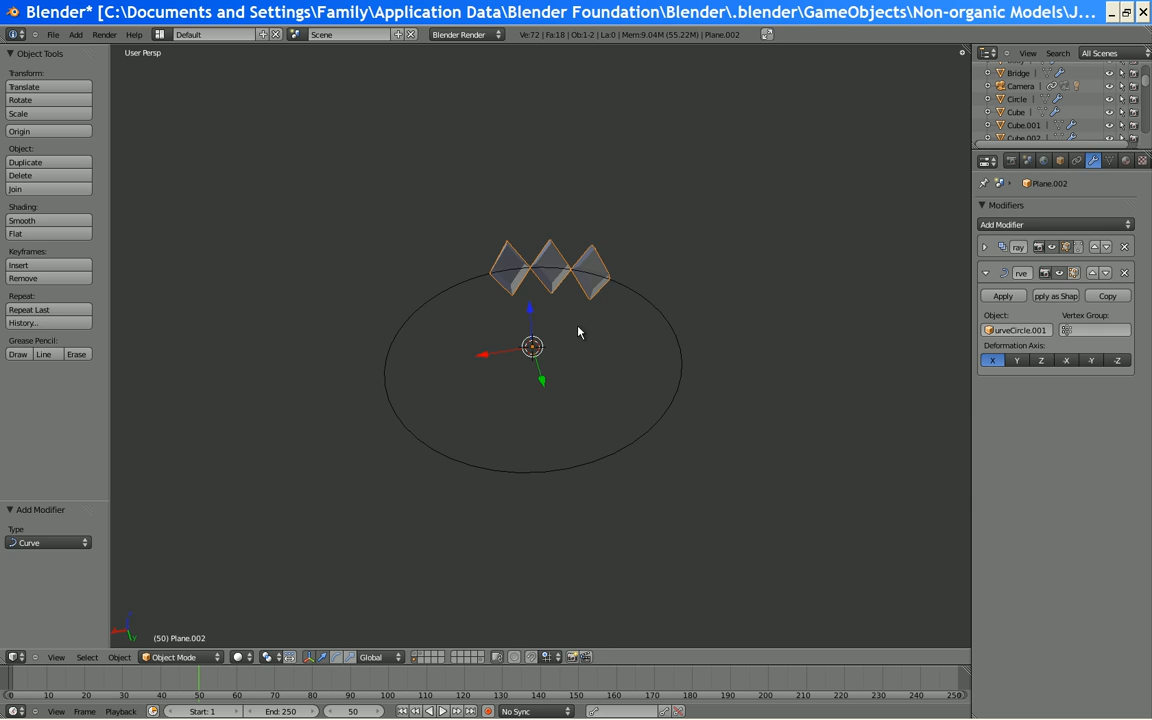 Blender* [C:\Documents and Settings\Family\Application Data\Blender Foundation\Blender\.blender\GameObjects\Non-organic Models\J...
File Add Render Help Default Scene Blender Render Ve:72 | Fa:18 | Ob:1-2 | La:0 | Mem:9.04M (55.22M) | Plane.002
Object Tools
Transform:
Translate
Rotate
Scale
Origin
Object:
Duplicate
Delete
Join
Shading:
Smooth
Flat
Keyframes:
Insert
Remove
Repeat:
Repeat Last
History...
Grease Pencil:
Draw Line Erase
Add Modifier
Type
Curve
User Persp
(50) Plane.002
View Select Object Object Mode Global
View Search All Scenes
Bridge
Camera
Circle
Cube
Cube.001
Cube.002
Plane.002
Modifiers
Add Modifier
ray
rve
Apply pply as Shap Copy
Object: Vertex Group:
urveCircle.001
Deformation Axis:
X Y Z -X -Y -Z
0 10 20 30 40 50 60 70 80 90 100 110 120 130 140 150 160 170 180 190 200 210 220 230 240 250
View Frame Playback Start: 1 End: 250 50 No Sync